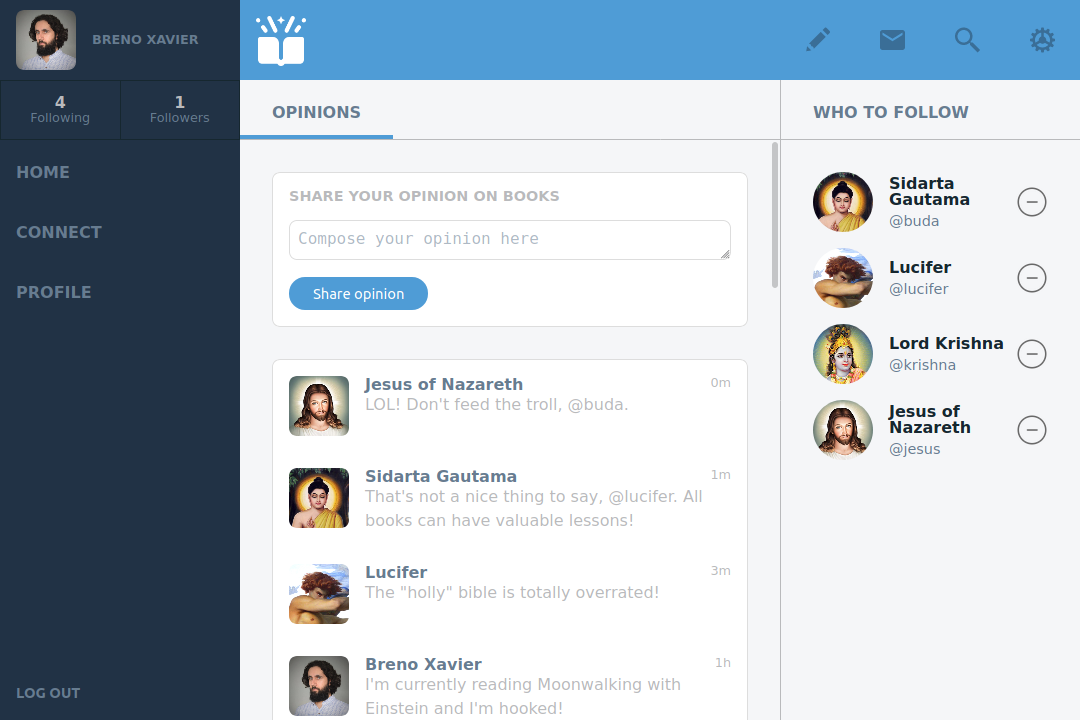 BRENO XAVIER
4
Following
1
Followers
HOME
CONNECT
PROFILE
LOG OUT
OPINIONS
SHARE YOUR OPINION ON BOOKS
Compose your opinion here
Share opinion
Jesus of Nazareth
0m
LOL! Don't feed the troll, @buda.
Sidarta Gautama
1m
That's not a nice thing to say, @lucifer. All
books can have valuable lessons!
Lucifer
3m
The "holly" bible is totally overrated!
Breno Xavier
1h
I'm currently reading Moonwalking with
Einstein and I'm hooked!
WHO TO FOLLOW
Sidarta
Gautama
@buda
Lucifer
@lucifer
Lord Krishna
@krishna
Jesus of
Nazareth
@jesus